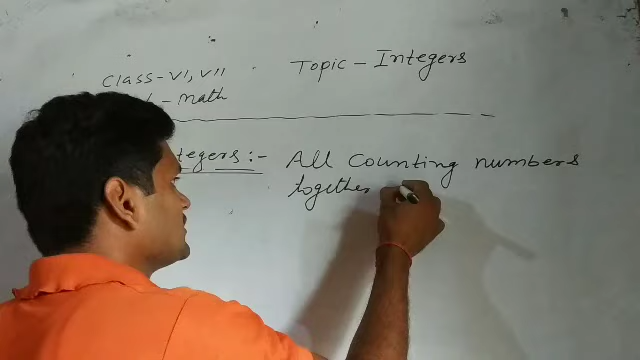 Class-VI, VII
Topic - Integers
- math
tegers :-
All Counting numbers
together